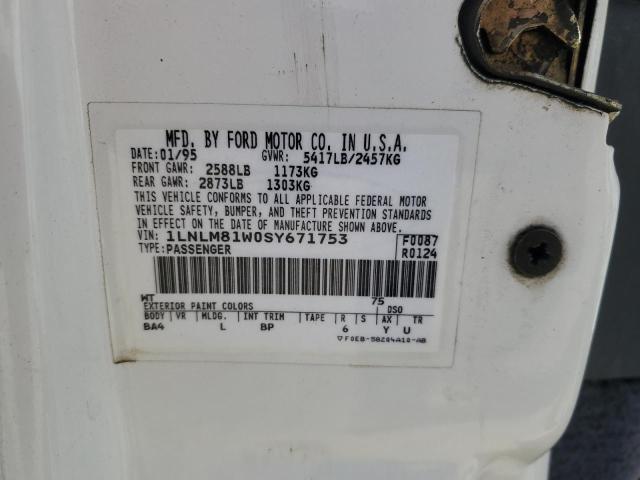 MFD. BY FORD MOTOR CO. IN U.S.A.
DATE: 01/95 GVWR: 5417LB/2457KG
FRONT GAWR: 2588LB 1173KG
REAR GAWR: 2873LB 1303KG
THIS VEHICLE CONFORMS TO ALL APPLICABLE FEDERAL MOTOR
VEHICLE SAFETY, BUMPER, AND THEFT PREVENTION STANDARDS
IN EFFECT ON THE DATE OF MANUFACTURE SHOWN ABOVE.
VIN: 1LNLM81W0SY671753 F0087
TYPE: PASSENGER R0124
WT 75
EXTERIOR PAINT COLORS DSO
BODY VR MLDG. INT TRIM TAPE R S AX TR
BA4 L BP 6 Y U
▽F0EB-58204A10-AB